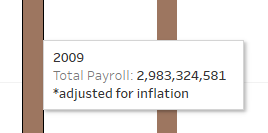 2009
Total Payroll: 2,983,324,581
*adjusted for inflation